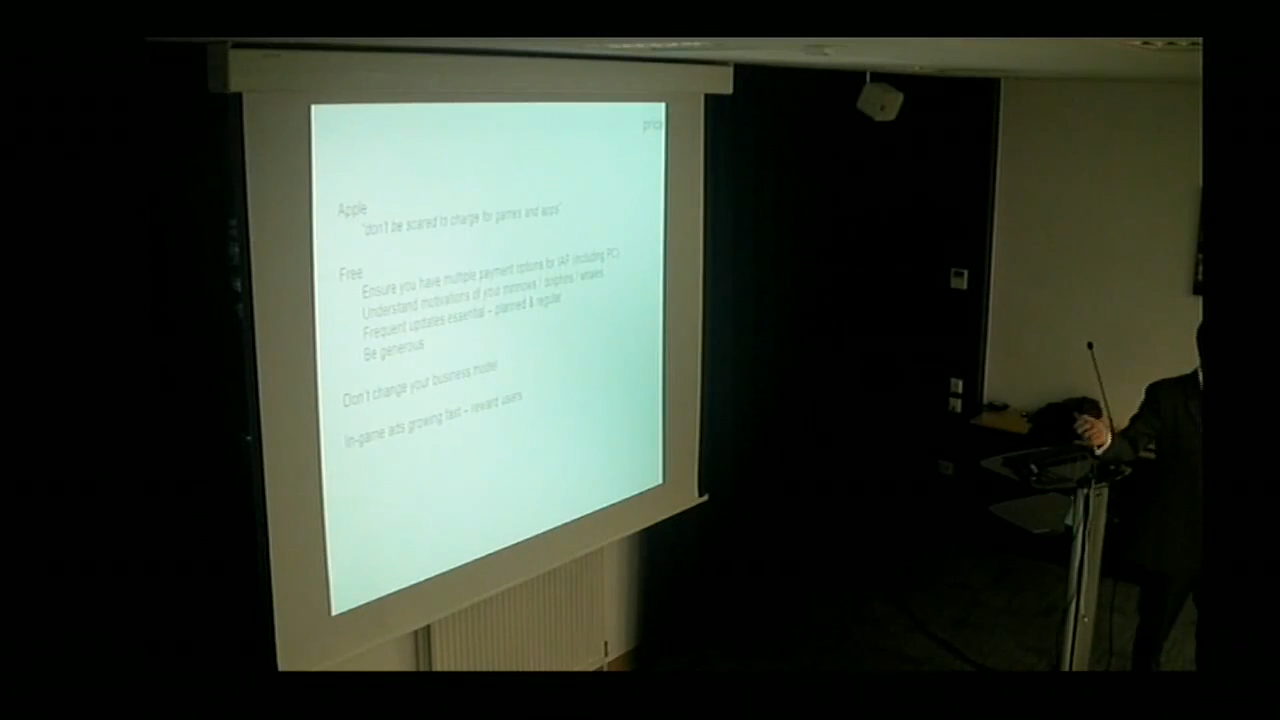 price
Apple
"don't be scared to charge for games and apps"
Free
Ensure you have multiple payment options for IAP (including PC)
Understand motivations of your minnows / dolphins / whales
Frequent updates essential – planned & regular
Be generous
Don't change your business model
In-game ads growing fast – reward users